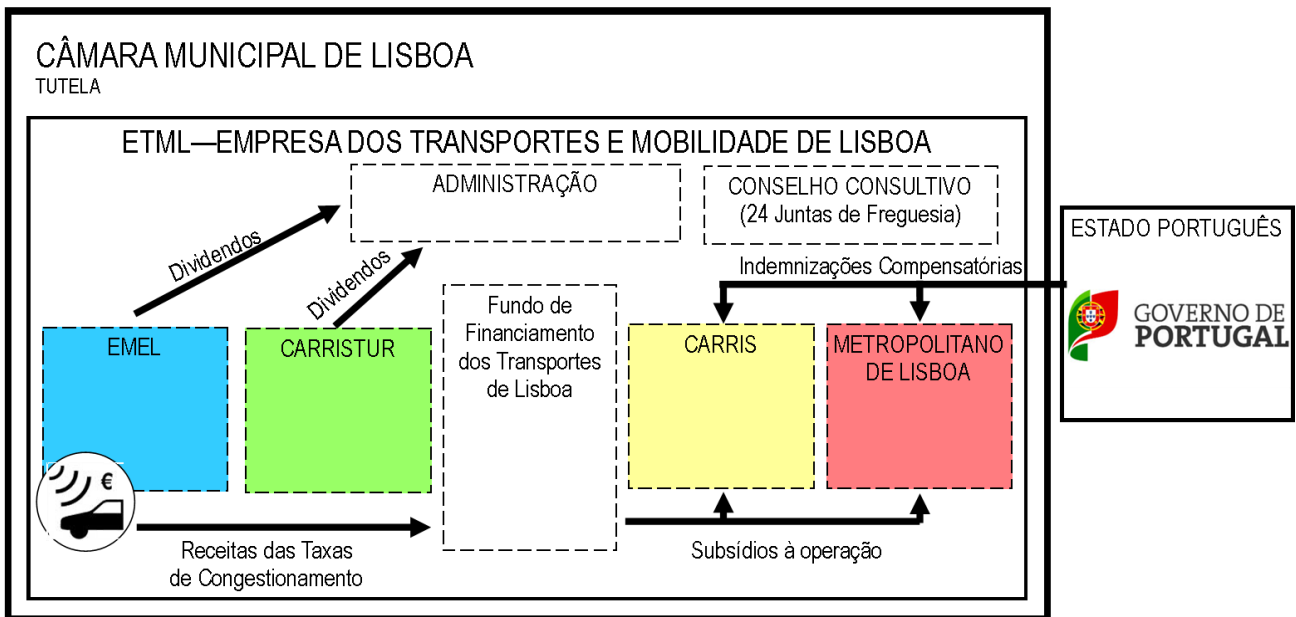 CÂMARA MUNICIPAL DE LISBOA
TUTELA
ETML—EMPRESA DOS TRANSPORTES E MOBILIDADE DE LISBOA
ADMINISTRAÇÃO
CONSELHO CONSULTIVO
(24 Juntas de Freguesia)
ESTADO PORTUGUÊS
Dividendos
Dividendos
Indemnizações Compensatórias
GOVERNO DE
PORTUGAL
EMEL
CARRISTUR
Fundo de
Financiamento
dos Transportes
de Lisboa
CARRIS
METROPOLITANO
DE LISBOA
€
Receitas das Taxas
de Congestionamento
Subsídios à operação